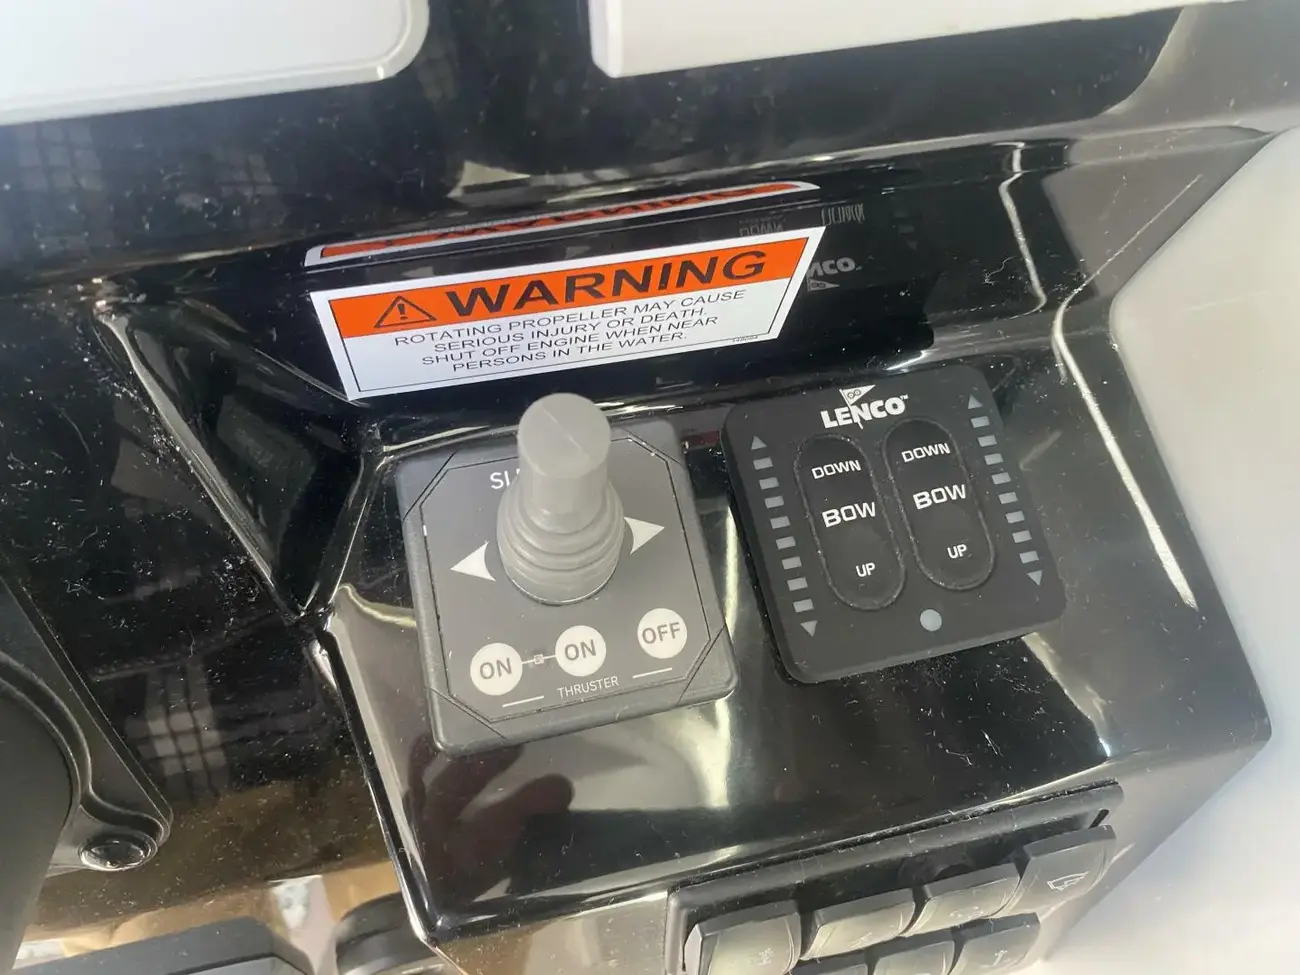 WARNING
ROTATING PROPELLER MAY CAUSE
SERIOUS INJURY OR DEATH.
SHUT OFF ENGINE WHEN NEAR
PERSONS IN THE WATER.
LENCO™
DOWN
BOW
UP
DOWN
BOW
UP
ON
ON
OFF
THRUSTER